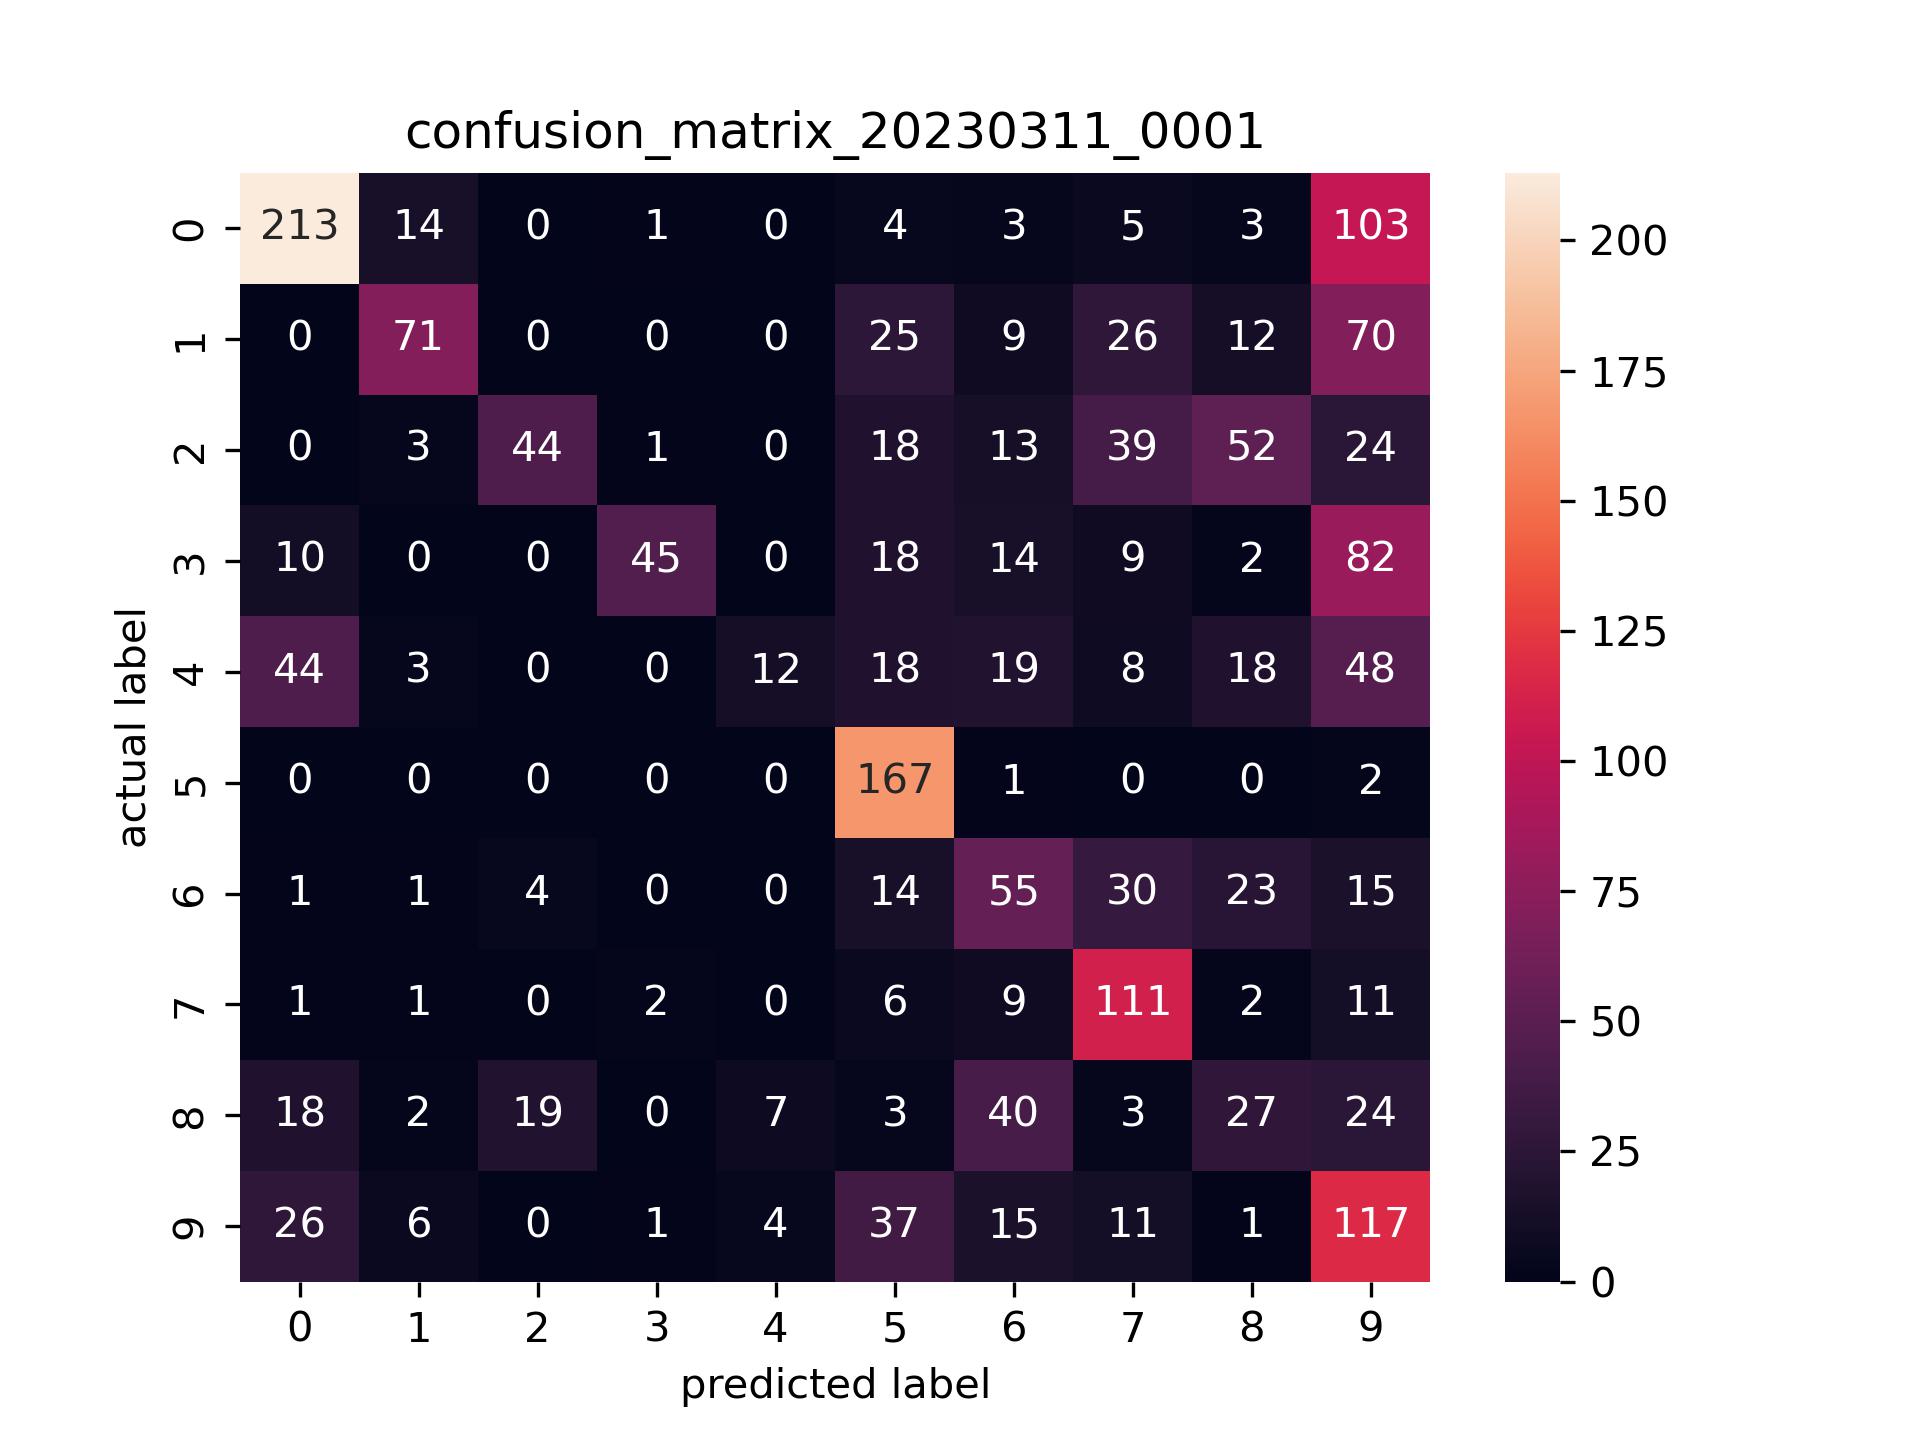 confusion_matrix_20230311_0001
0 213 14 0 1 0 4 3 5 3 103
1 0 71 0 0 0 25 9 26 12 70
2 0 3 44 1 0 18 13 39 52 24
3 10 0 0 45 0 18 14 9 2 82
4 44 3 0 0 12 18 19 8 18 48
5 0 0 0 0 0 167 1 0 0 2
6 1 1 4 0 0 14 55 30 23 15
7 1 1 0 2 0 6 9 111 2 11
8 18 2 19 0 7 3 40 3 27 24
9 26 6 0 1 4 37 15 11 1 117
0 1 2 3 4 5 6 7 8 9
predicted label
actual label
200
175
150
125
100
75
50
25
0